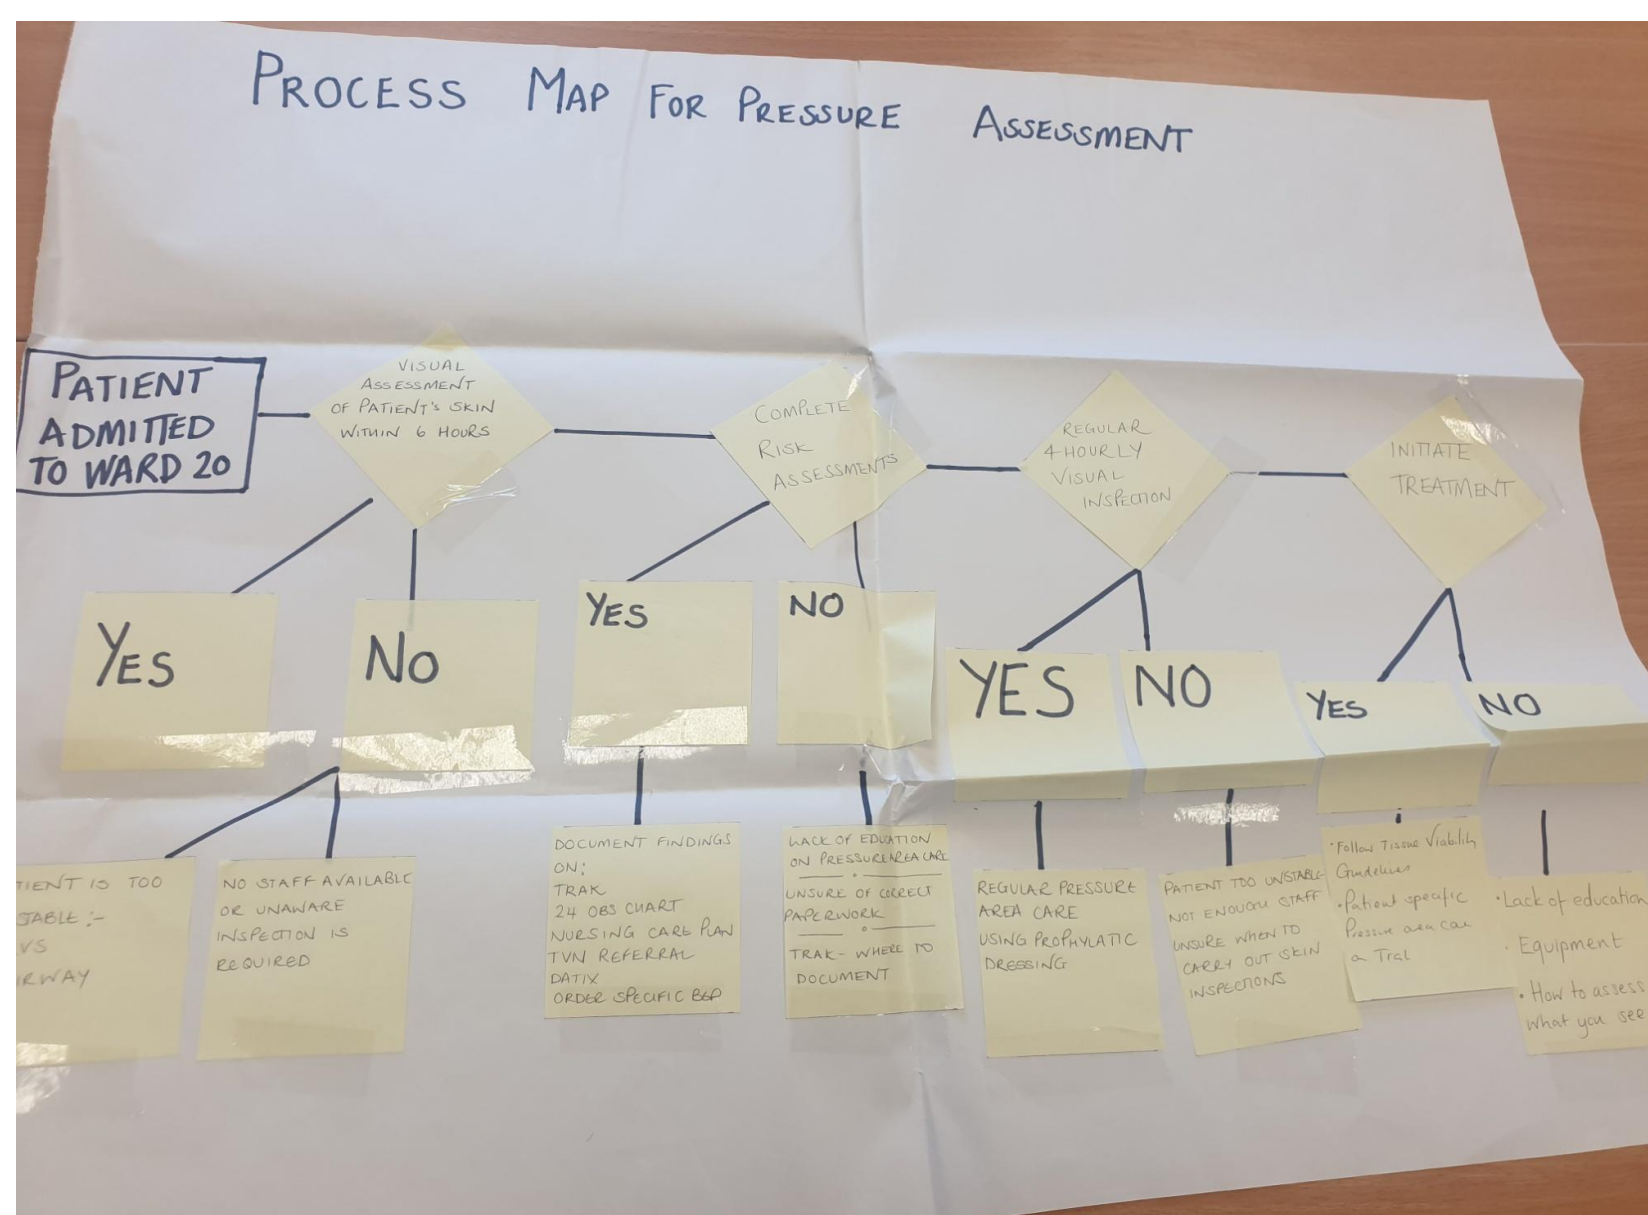 PROCESS MAP FOR PRESSURE ASSESSMENT
PATIENT
ADMITTED
TO WARD 20
VISUAL
ASSESSMENT
OF PATIENT'S SKIN
WITHIN 6 HOURS
COMPLETE
RISK
ASSESSMENTS
REGULAR
4 HOURLY
VISUAL
INSPECTION
INITIATE
TREATMENT
YES
NO
YES
NO
YES
NO
YES
NO
TIENT IS TOO
STABLE:-
VS
RWAY
NO STAFF AVAILABLE
OR UNAWARE
INSPECTION IS
REQUIRED
DOCUMENT FINDINGS
ON:
TRAK
24 OBS CHART
NURSING CARE PLAN
TVN REFERRAL
DATIX
ORDER SPECIFIC BED
LACK OF EDUCATION
ON PRESSURE AREA CARE
UNSURE OF CORRECT
PAPERWORK
TRAK - WHERE TO
DOCUMENT
REGULAR PRESSURE
AREA CARE
USING PROPHYLATIC
DRESSING
PATIENT TOO UNSTABLE
NOT ENOUGH STAFF
UNSURE WHEN TO
CARRY OUT SKIN
INSPECTIONS
• Follow Tissue Viability
Guidelines
• Patient specific
Pressure area care
on Trak
• Lack of education
• Equipment
• How to assess
what you see